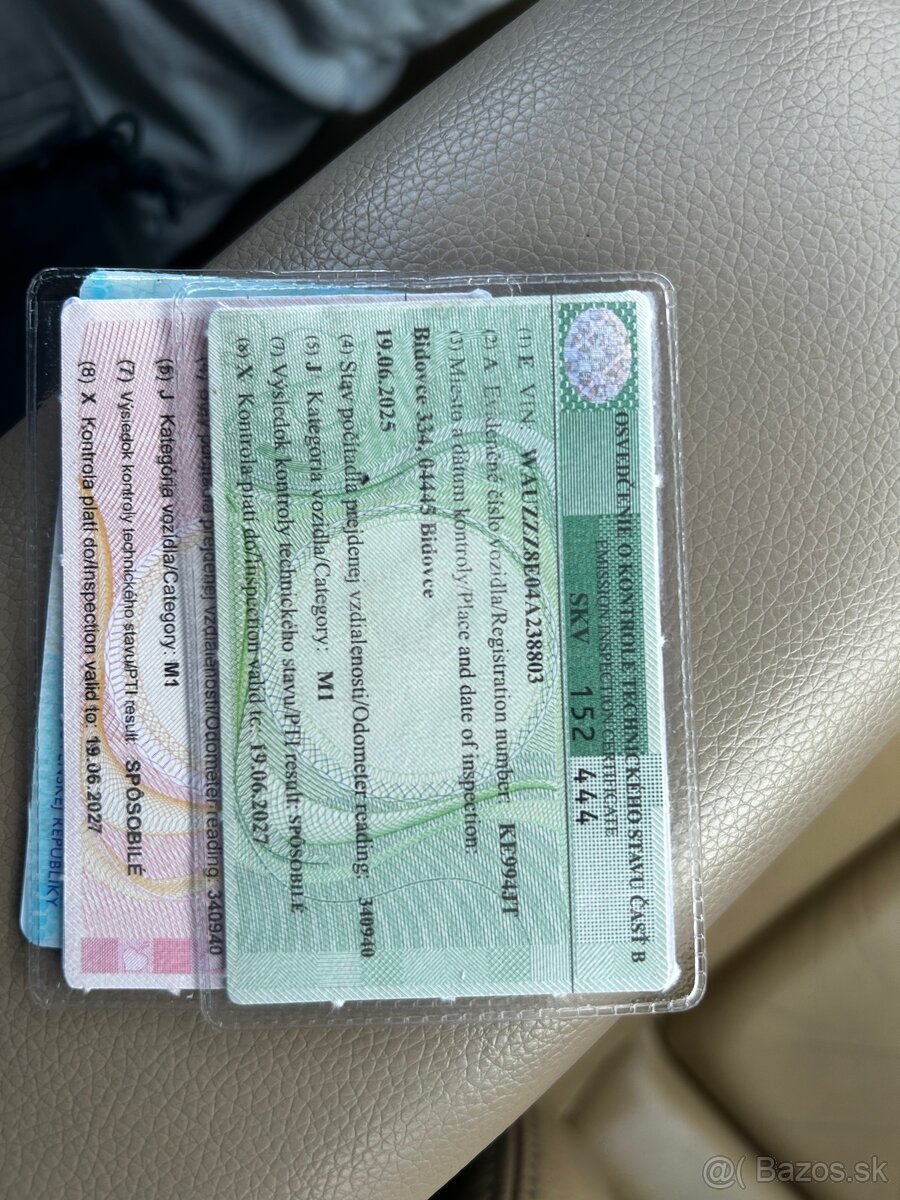 OSVEDČENIE O KONTROLE TECHNICKÉHO STAVU ČASŤ B
EMISSION INSPECTION CERTIFICATE
SKV 152 444
(1) E VIN: WAUZZZ8E04A238803
(2) A Evidenčné číslo vozidla/Registration number: KE994JT
(3) Miesto a dátum kontroly/Place and date of inspection:
Bidovce 334, 04445 Bidovce
19.06.2025
(4) Stav počítadla prejdenej vzdialenosti/Odometer reading: 340940
(5) J Kategória vozidla/Category: M1
(7) Výsledok kontroly technického stavu/PTI result: SPÔSOBILÉ
(6) X Kontrola platí do/Inspection valid to: 19.06.2027
prejdenej vzdialenosti/Odometer reading: 340940
J Kategória vozidla/Category: M1
(7) Výsledok kontroly technického stavu/PTI result: SPÔSOBILÉ
(8) X Kontrola platí do/Inspection valid to: 19.06.2027
REPUBLIKY
@( Bazos.sk